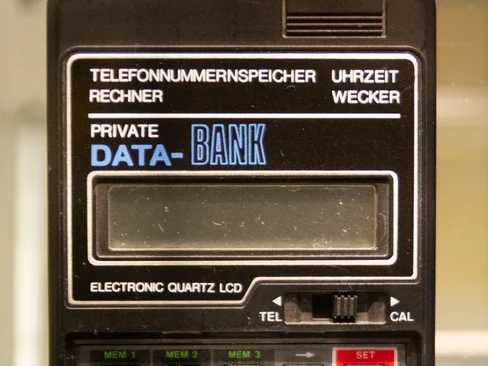 TELEFONNUMMERNSPEICHER UHRZEIT
RECHNER WECKER
PRIVATE
DATA-BANK
ELECTRONIC QUARTZ LCD
TEL CAL
MEM 1 MEM 2 MEM 3 SET